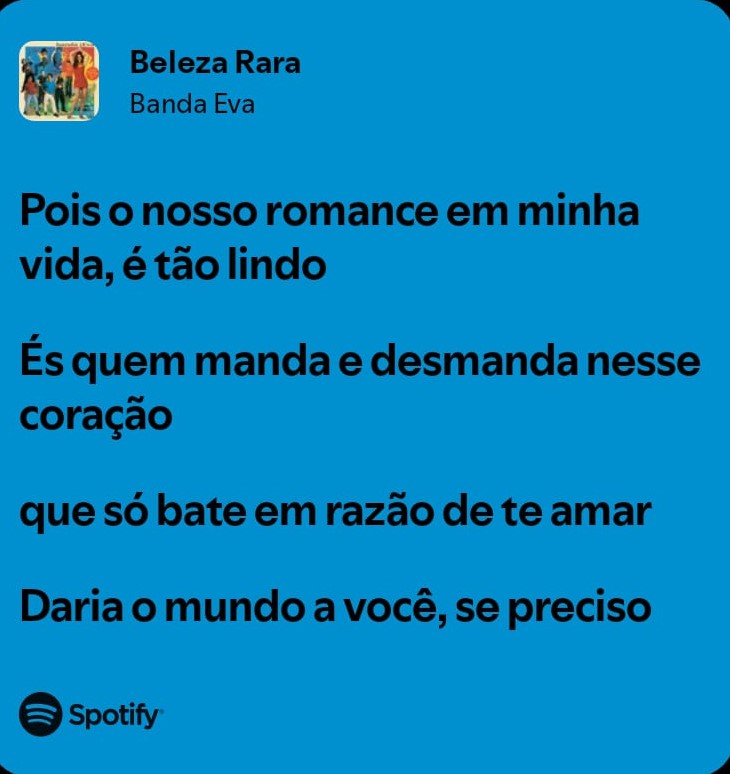 Beleza Rara
Banda Eva
Pois o nosso romance em minha
vida, é tão lindo
És quem manda e desmanda nesse
coração
que só bate em razão de te amar
Daria o mundo a você, se preciso
Spotify